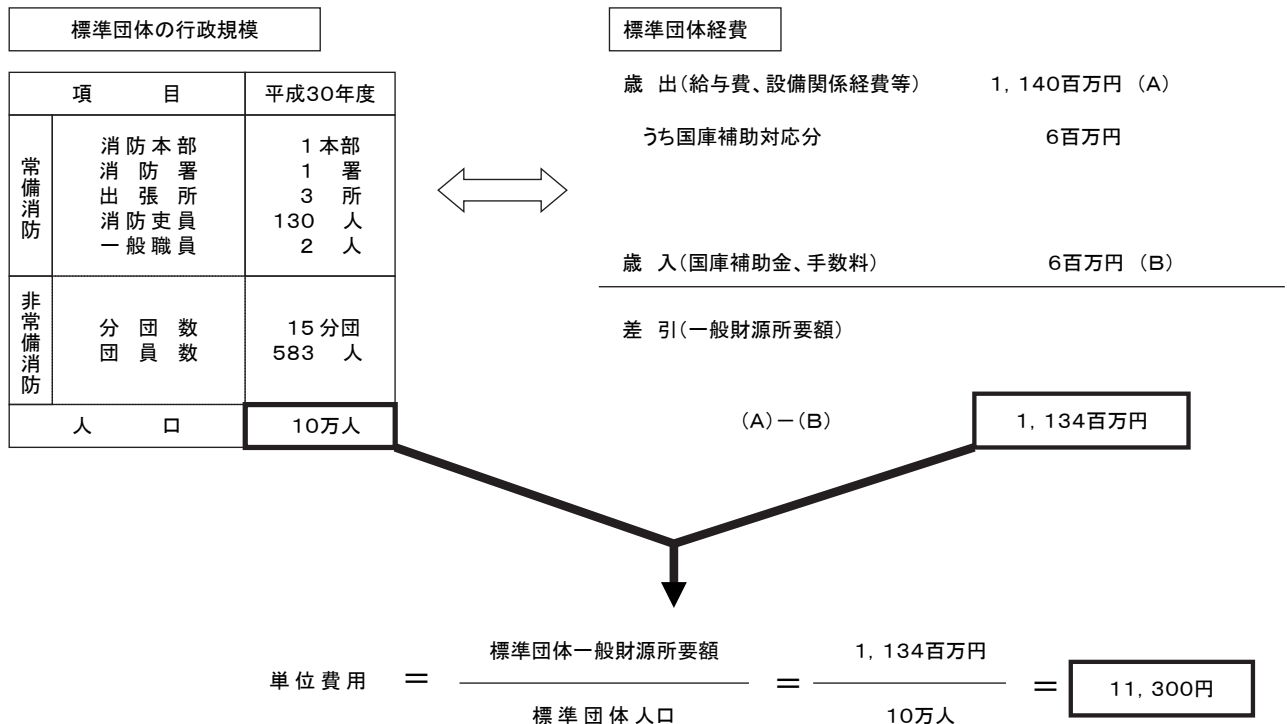 標準団体の行政規模
標準団体経費
項 目 平成30年度
常備消防
消防本部 1本部
消防署 1 署
出張所 3 所
消防吏員 130 人
一般職員 2 人
非常備消防
分団数 15分団
団員数 583 人
人 口 10万人
歳 出(給与費、設備関係経費等) 1,140百万円 (A)
うち国庫補助対応分 6百万円
歳 入(国庫補助金、手数料) 6百万円 (B)
差 引(一般財源所要額)
(A)-(B) 1,134百万円
単位費用 = 標準団体一般財源所要額 = 1,134百万円 = 11,300円
標準団体人口 10万人